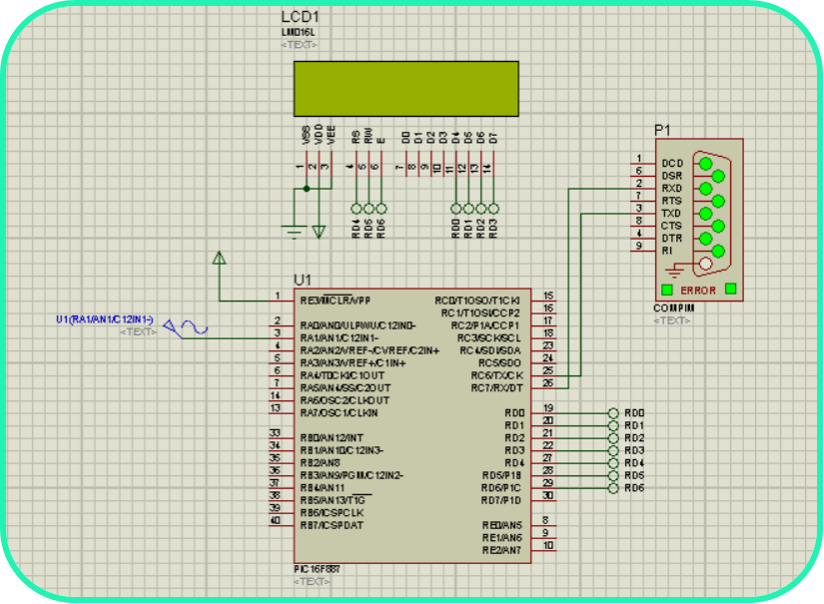 LCD1
LM016L
<TEXT>
VSS VDD VEE RS RW E D0 D1 D2 D3 D4 D5 D6 D7
1 2 3 4 5 6 7 8 9 10 11 12 13 14
RD4 RD5 RD6 RD0 RD1 RD2 RD3
P1
1 DCD
6 DSR
2 RXD
7 RTS
3 TXD
8 CTS
4 DTR
9 RI
ERROR
COMPIM
<TEXT>
U1(RA1/AN1/C12IN1-)
<TEXT>
U1
1 RE3/MCLR/VPP
2 RA0/AN0/ULPWU/C12IN0-
3 RA1/AN1/C12IN1-
4 RA2/AN2/VREF-/CVREF/C2IN+
5 RA3/AN3/VREF+/C1IN+
6 RA4/T0CKI/C1OUT
7 RA5/AN4/SS/C2OUT
14 RA6/OSC2/CLKOUT
13 RA7/OSC1/CLKIN
33 RB0/AN12/INT
34 RB1/AN10/C12IN3-
35 RB2/AN8
36 RB3/AN9/PGM/C12IN2-
37 RB4/AN11
38 RB5/AN13/T1G
39 RB6/ICSPCLK
40 RB7/ICSPDAT
RC0/T1OSO/T1CKI 15
RC1/T1OSI/CCP2 16
RC2/P1A/CCP1 17
RC3/SCK/SCL 18
RC4/SDI/SDA 23
RC5/SDO 24
RC6/TX/CK 25
RC7/RX/DT 26
RD0 19 RD0
RD1 20 RD1
RD2 21 RD2
RD3 22 RD3
RD4 27 RD4
RD5/P1B 28 RD5
RD6/P1C 29 RD6
RD7/P1D 30
RE0/AN5 8
RE1/AN6 9
RE2/AN7 10
PIC16F887
<TEXT>